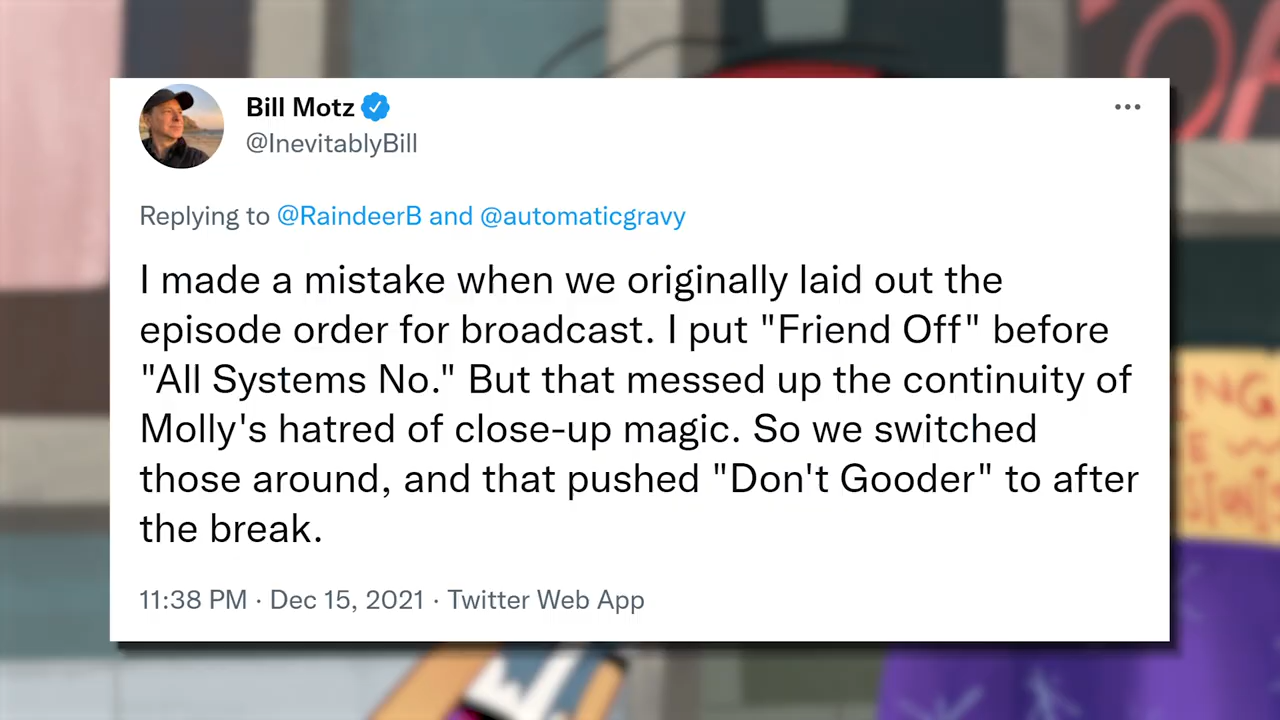 Bill Motz
@InevitablyBill
Replying to @RaindeerB and @automaticgravy
I made a mistake when we originally laid out the
episode order for broadcast. I put "Friend Off" before
"All Systems No." But that messed up the continuity of
Molly's hatred of close-up magic. So we switched
those around, and that pushed "Don't Gooder" to after
the break.
11:38 PM · Dec 15, 2021 · Twitter Web App